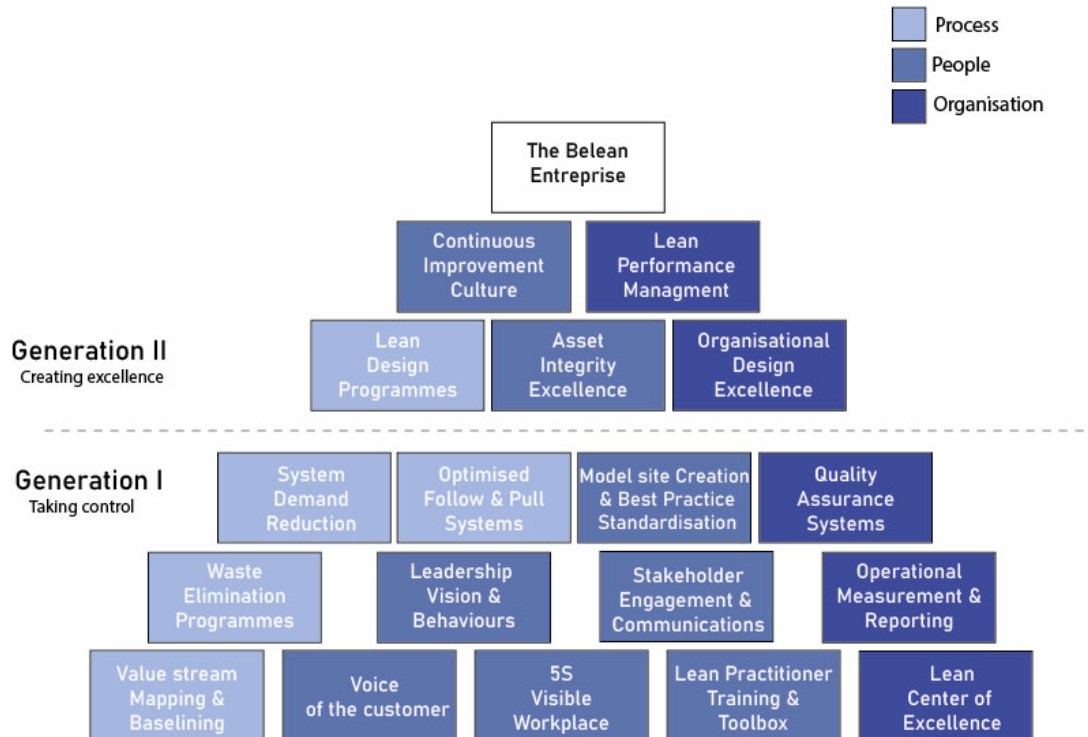 Process
People
Organisation
The Belean
Entreprise
Continuous
Improvement
Culture
Lean
Performance
Managment
Generation II
Creating excellence
Lean
Design
Programmes
Asset
Integrity
Excellence
Organisational
Design
Excellence
Generation I
Taking control
System
Demand
Reduction
Optimised
Follow & Pull
Systems
Model site Creation
& Best Practice
Standardisation
Quality
Assurance
Systems
Waste
Elimination
Programmes
Leadership
Vision &
Behaviours
Stakeholder
Engagement &
Communications
Operational
Measurement &
Reporting
Value stream
Mapping &
Baselining
Voice
of the customer
5S
Visible
Workplace
Lean Practitioner
Training &
Toolbox
Lean
Center of
Excellence